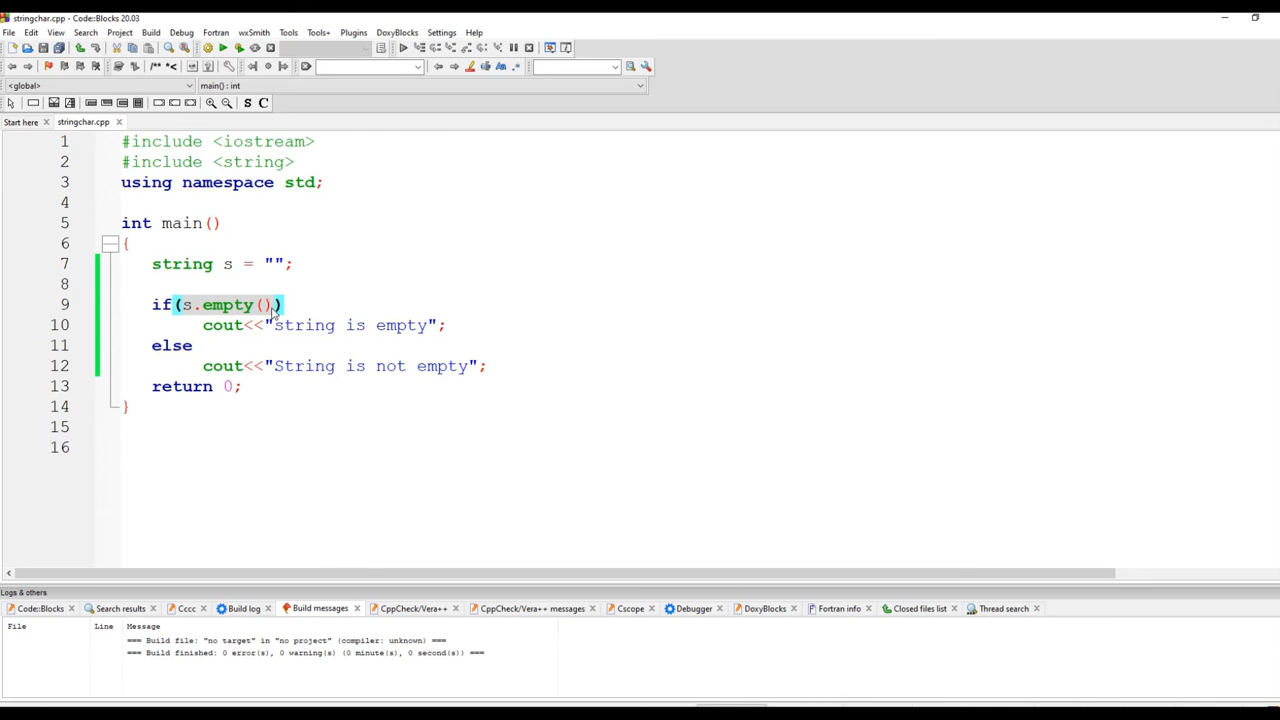 stringchar.cpp - Code::Blocks 20.03
File Edit View Search Project Build Debug Fortran wxSmith Tools Tools+ Plugins DoxyBlocks Settings Help
<global> main() : int
S C
Start here stringchar.cpp
1 #include <iostream>
2 #include <string>
3 using namespace std;
4
5 int main()
6 {
7 string s = "";
8
9 if(s.empty())
10 cout<<"string is empty";
11 else
12 cout<<"String is not empty";
13 return 0;
14 }
15
16
Logs & others
Code::Blocks Search results Cccc Build log Build messages CppCheck/Vera++ CppCheck/Vera++ messages Cscope Debugger DoxyBlocks Fortran info Closed files list Thread search
File Line Message
=== Build file: "no target" in "no project" (compiler: unknown) ===
=== Build finished: 0 error(s), 0 warning(s) (0 minute(s), 0 second(s)) ===